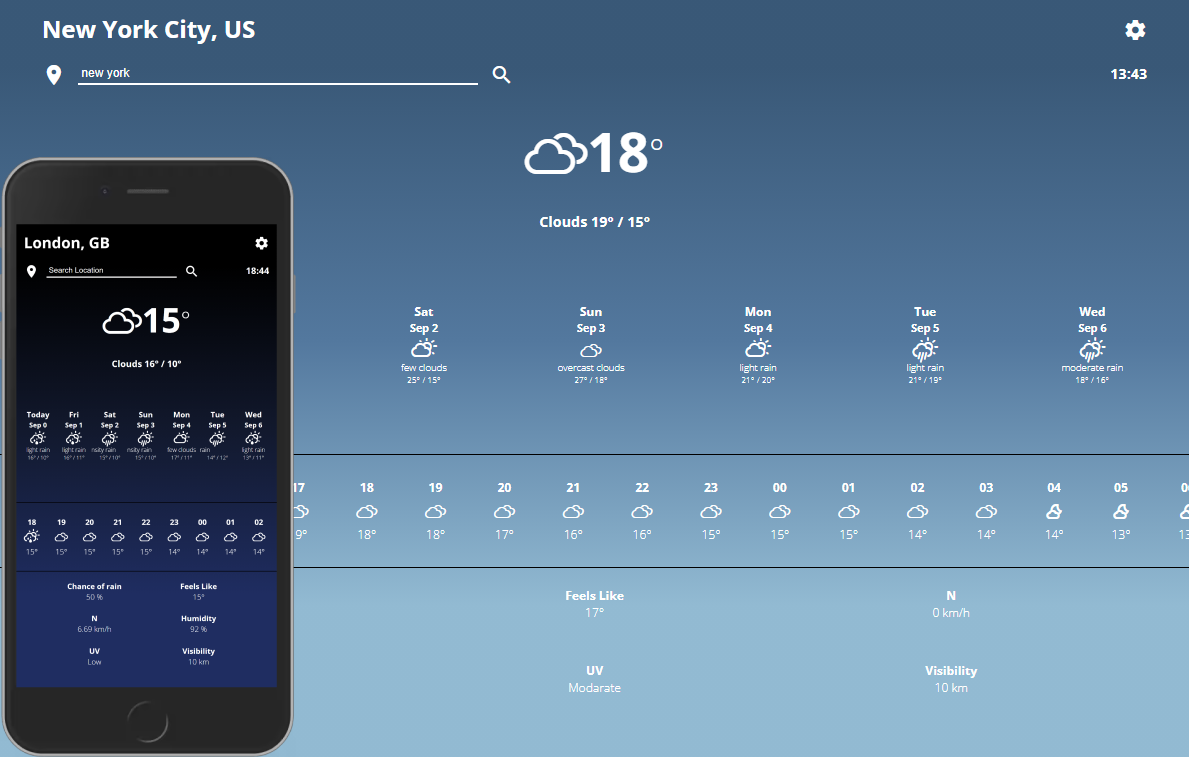 New York City, US
new york
13:43
18°
Clouds 19° / 15°
Sat Sun Mon Tue Wed
Sep 2 Sep 3 Sep 4 Sep 5 Sep 6
few clouds overcast clouds light rain light rain moderate rain
25° / 15° 27° / 18° 21° / 20° 21° / 19° 18° / 16°
17 18 19 20 21 22 23 00 01 02 03 04 05
9° 18° 18° 17° 16° 16° 15° 15° 15° 14° 14° 14° 13°
Feels Like N
17° 0 km/h
UV Visibility
Modarate 10 km
London, GB
Search Location
18:44
15°
Clouds 16° / 10°
Today Fri Sat Sun Mon Tue Wed
Sep 0 Sep 1 Sep 2 Sep 3 Sep 4 Sep 5 Sep 6
light rain light rain nsity rain nsity rain few clouds rain light rain
16° / 10° 16° / 11° 15° / 10° 15° / 10° 17° / 11° 14° / 12° 13° / 11°
18 19 20 21 22 23 00 01 02
15° 15° 15° 15° 15° 14° 14° 14° 14°
Chance of rain Feels Like
50 % 15°
N Humidity
6.69 km/h 92 %
UV Visibility
Low 10 km